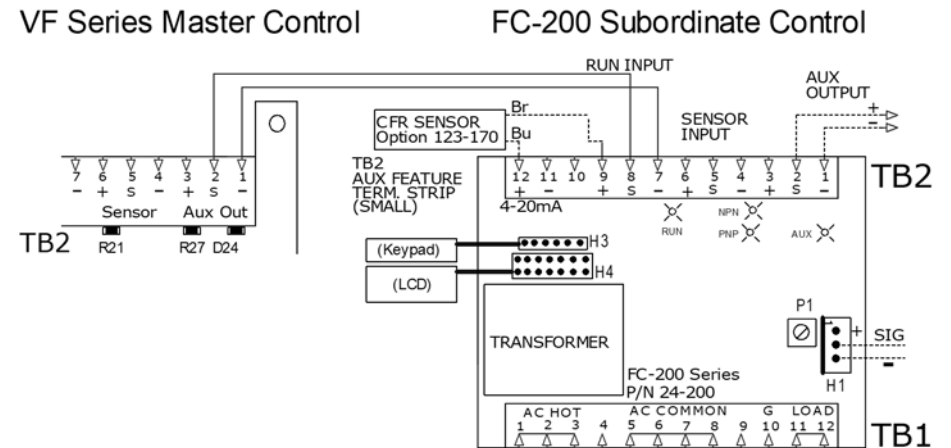 VF Series Master Control
FC-200 Subordinate Control
RUN INPUT
AUX
OUTPUT
+
-
CFR SENSOR
Option 123-170
Br
Bu
SENSOR
INPUT
TB2
AUX FEATURE
TERM. STRIP
(SMALL)
7 6 5 4 3 2 1
- + S - + S -
Sensor Aux Out
TB2
R21 R27 D24
12 11 10 9 8 7 6 5 4 3 2 1
+ - + S - + S - + S -
TB2
4-20mA
RUN
NPN
PNP
AUX
H3
(Keypad)
H4
(LCD)
TRANSFORMER
P1
+
SIG
-
H1
FC-200 Series
P/N 24-200
AC HOT AC COMMON G LOAD
1 2 3 4 5 6 7 8 9 10 11 12
TB1